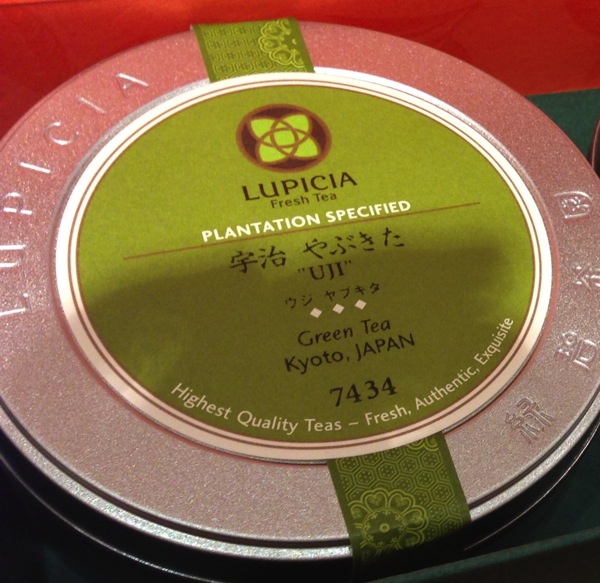 LUPICIA
LUPICIA
Fresh Tea
PLANTATION SPECIFIED
宇治 やぶきた
"UJI"
ウジ ヤブキタ
Green Tea
Kyoto, JAPAN
7434
Highest Quality Teas – Fresh, Authentic, Exquisite
緑